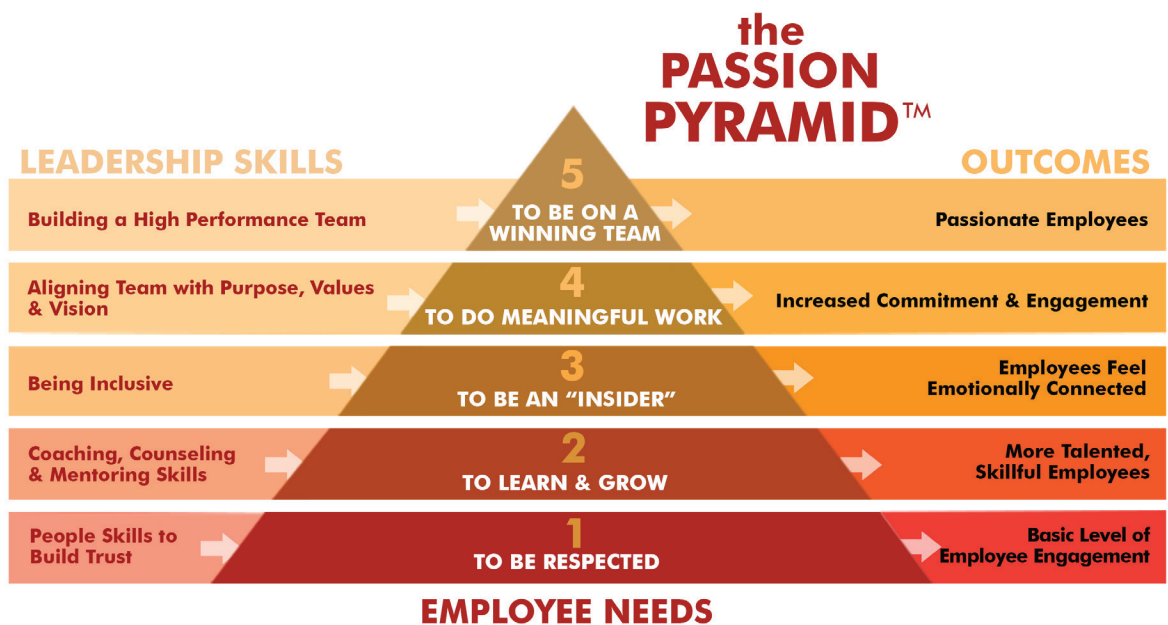 the
PASSION
PYRAMID™
LEADERSHIP SKILLS
OUTCOMES
Building a High Performance Team
5
TO BE ON A
WINNING TEAM
Passionate Employees
Aligning Team with Purpose, Values
& Vision
4
TO DO MEANINGFUL WORK
Increased Commitment & Engagement
Being Inclusive
3
TO BE AN “INSIDER”
Employees Feel
Emotionally Connected
Coaching, Counseling
& Mentoring Skills
2
TO LEARN & GROW
More Talented,
Skillful Employees
People Skills to
Build Trust
1
TO BE RESPECTED
Basic Level of
Employee Engagement
EMPLOYEE NEEDS